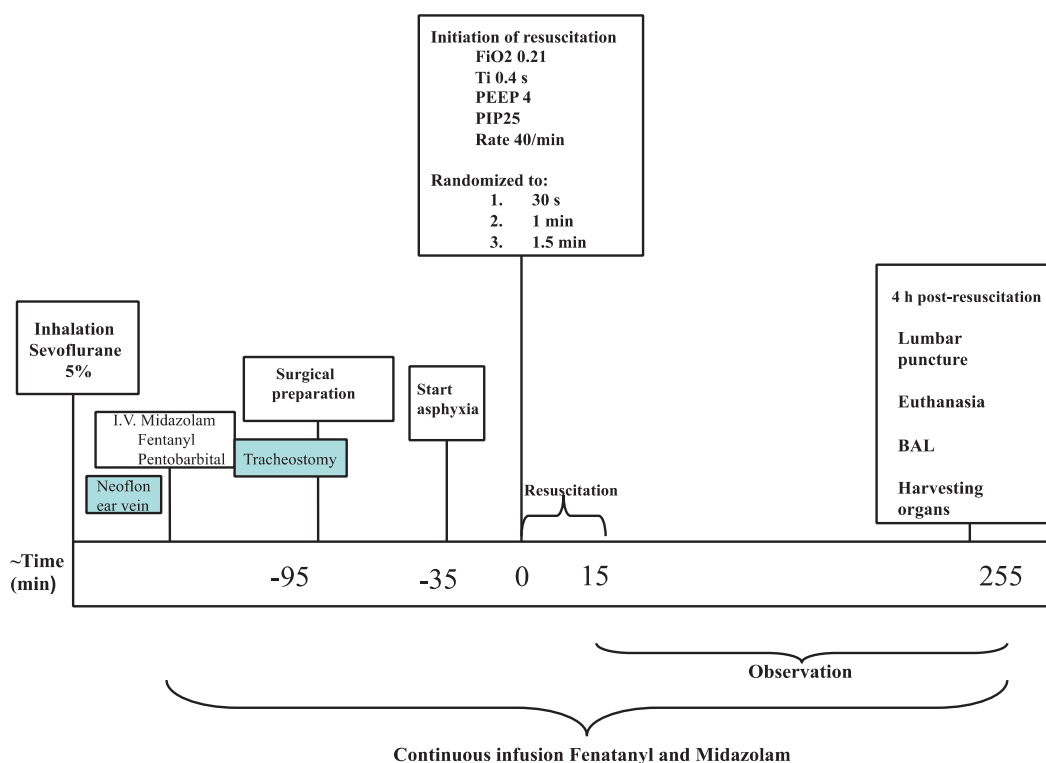 Initiation of resuscitation
FiO2 0.21
Ti 0.4 s
PEEP 4
PIP25
Rate 40/min
Randomized to:
1. 30 s
2. 1 min
3. 1.5 min
Inhalation
Sevoflurane
5%
I.V. Midazolam
Fentanyl
Pentobarbital
Neoflon
ear vein
Surgical
preparation
Tracheostomy
Start
asphyxia
Resuscitation
4 h post-resuscitation
Lumbar
puncture
Euthanasia
BAL
Harvesting
organs
~Time
(min)
-95
-35
0
15
255
Observation
Continuous infusion Fenatanyl and Midazolam